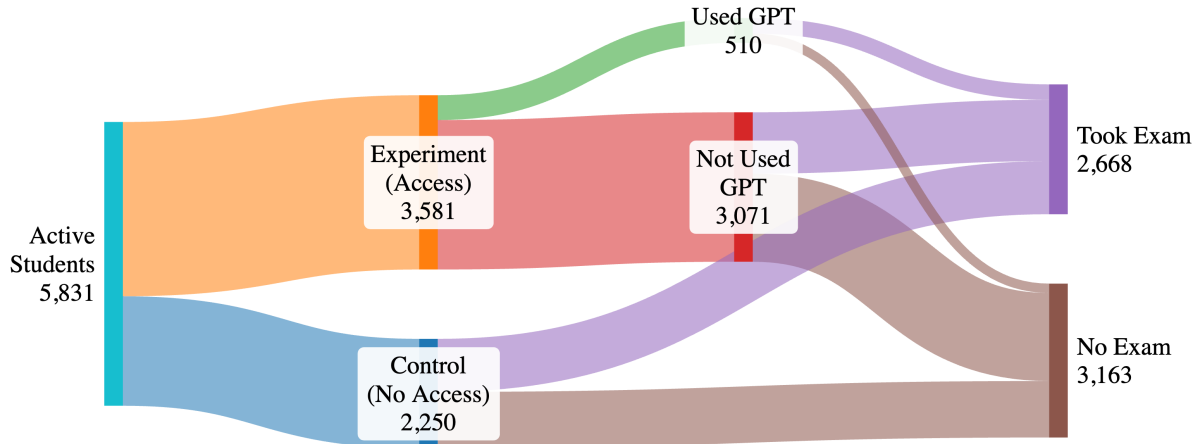 Active
Students
5,831
Experiment
(Access)
3,581
Control
(No Access)
2,250
Used GPT
510
Not Used
GPT
3,071
Took Exam
2,668
No Exam
3,163